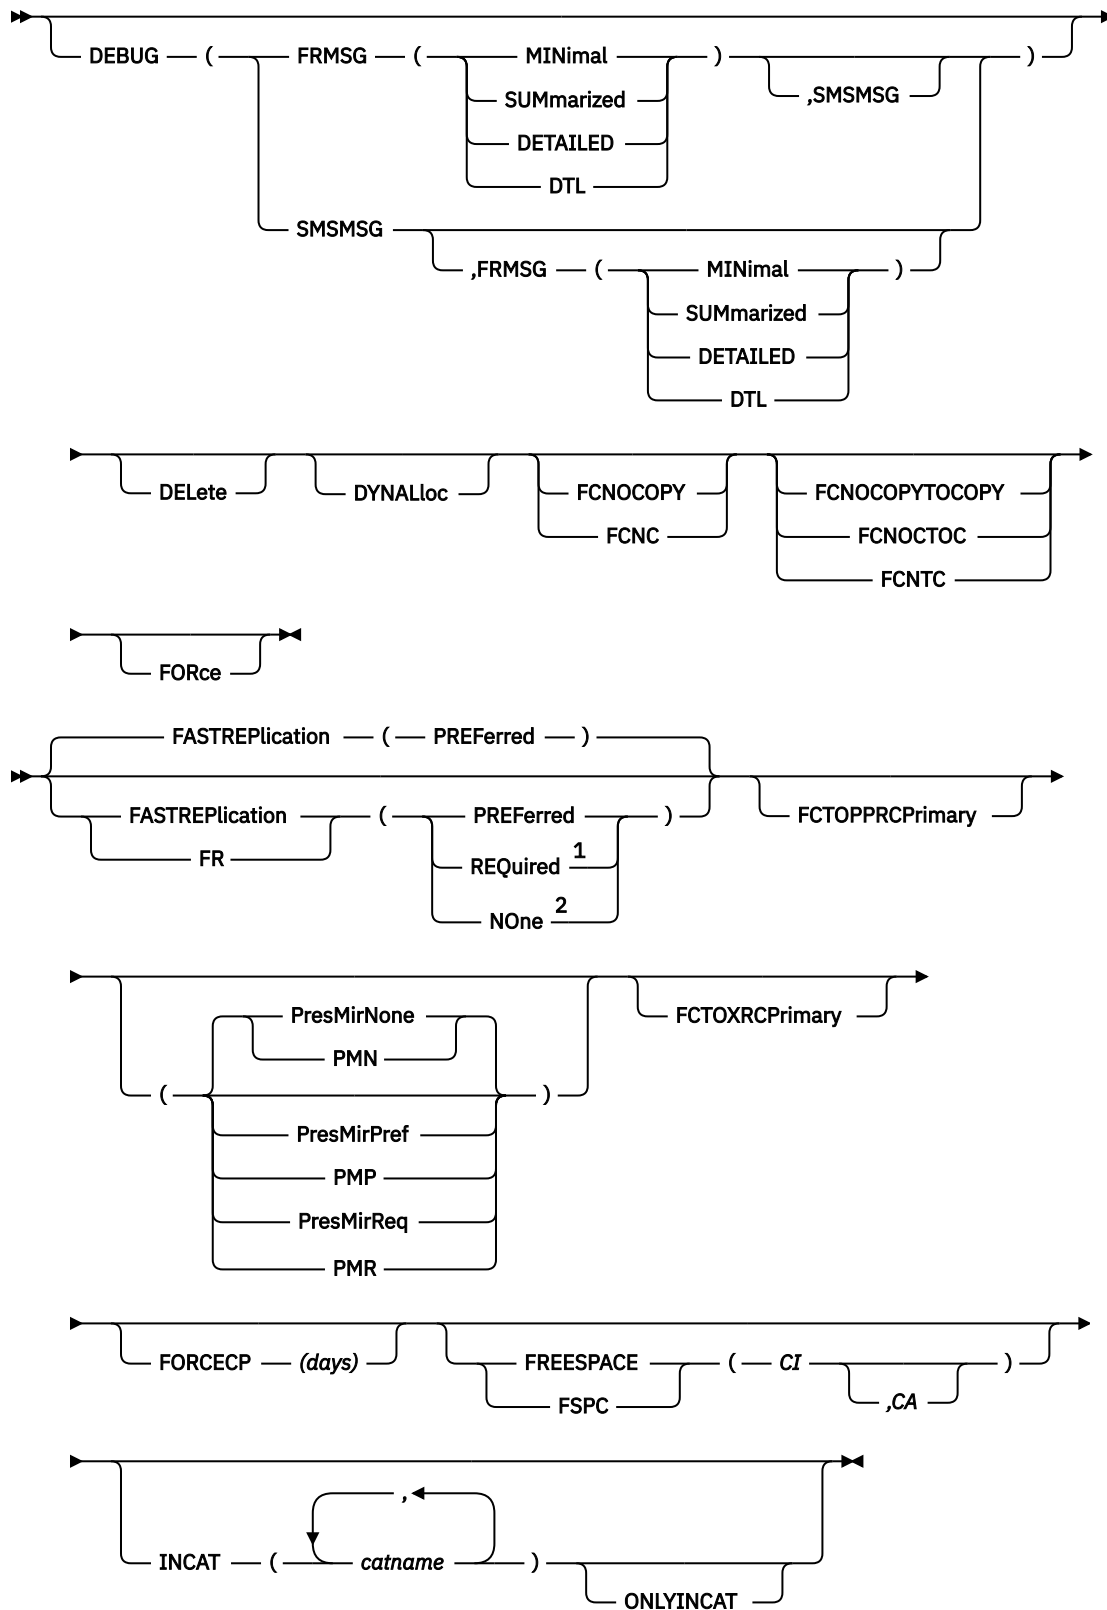 DEBUG ( FRMSG ( MINimal ) ,SMSMSG )
SUMmarized
DETAILED
DTL
SMSMSG ,FRMSG ( MINimal )
SUMmarized
DETAILED
DTL
DELete DYNALloc FCNOCOPY FCNOCOPYTOCOPY
FCNC FCNOCTOC
FCNTC
FORce
FASTREPlication ( PREFerred )
FASTREPlication ( PREFerred ) FCTOPPRCPrimary
FR REQuired 1
NOne 2
PresMirNone FCTOXRCPrimary
PMN
( )
PresMirPref
PMP
PresMirReq
PMR
FORCECP (days) FREESPACE ( CI ,CA )
FSPC
,
INCAT ( catname )
ONLYINCAT